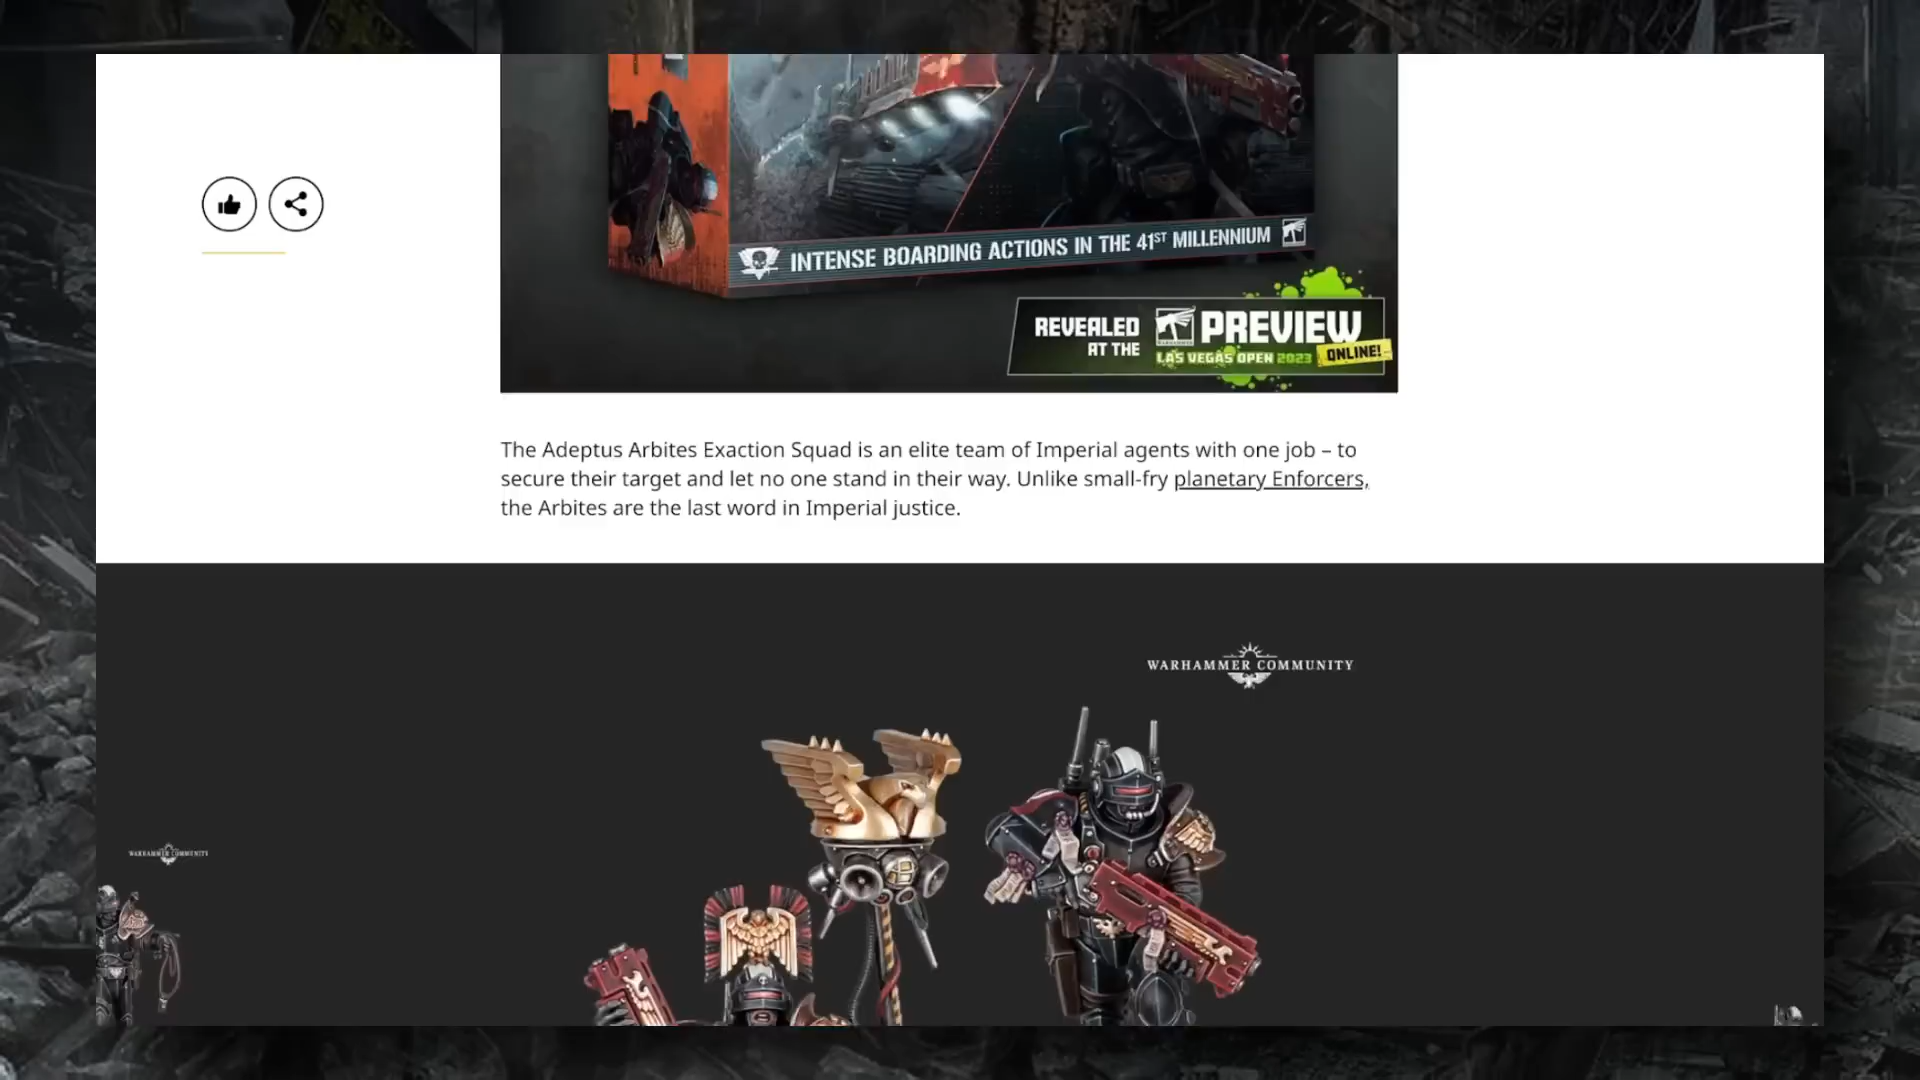 INTENSE BOARDING ACTIONS IN THE 41ST MILLENNIUM
REVEALED
AT THE
PREVIEW
LAS VEGAS OPEN 2023
ONLINE!
The Adeptus Arbites Exaction Squad is an elite team of Imperial agents with one job – to
secure their target and let no one stand in their way. Unlike small-fry planetary Enforcers,
the Arbites are the last word in Imperial justice.
WARHAMMER COMMUNITY
WARHAMMER COMMUNITY